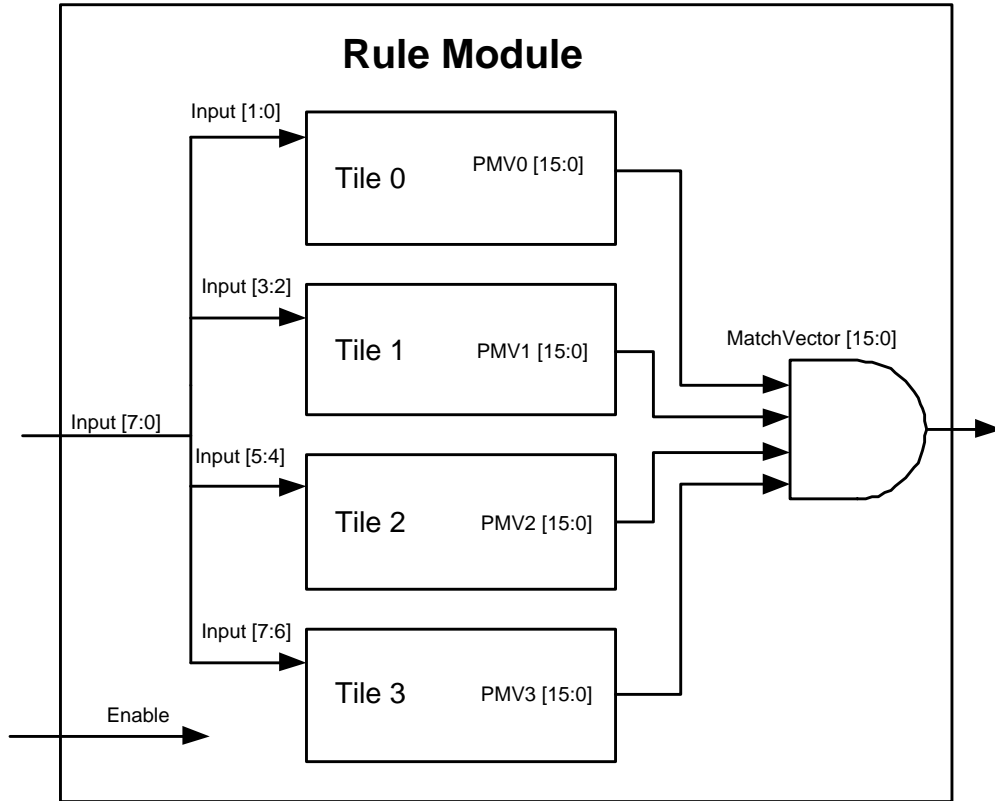 Rule Module
Input [1:0]
Tile 0
PMV0 [15:0]
Input [3:2]
Tile 1
PMV1 [15:0]
MatchVector [15:0]
Input [7:0]
Input [5:4]
Tile 2
PMV2 [15:0]
Input [7:6]
Tile 3
PMV3 [15:0]
Enable